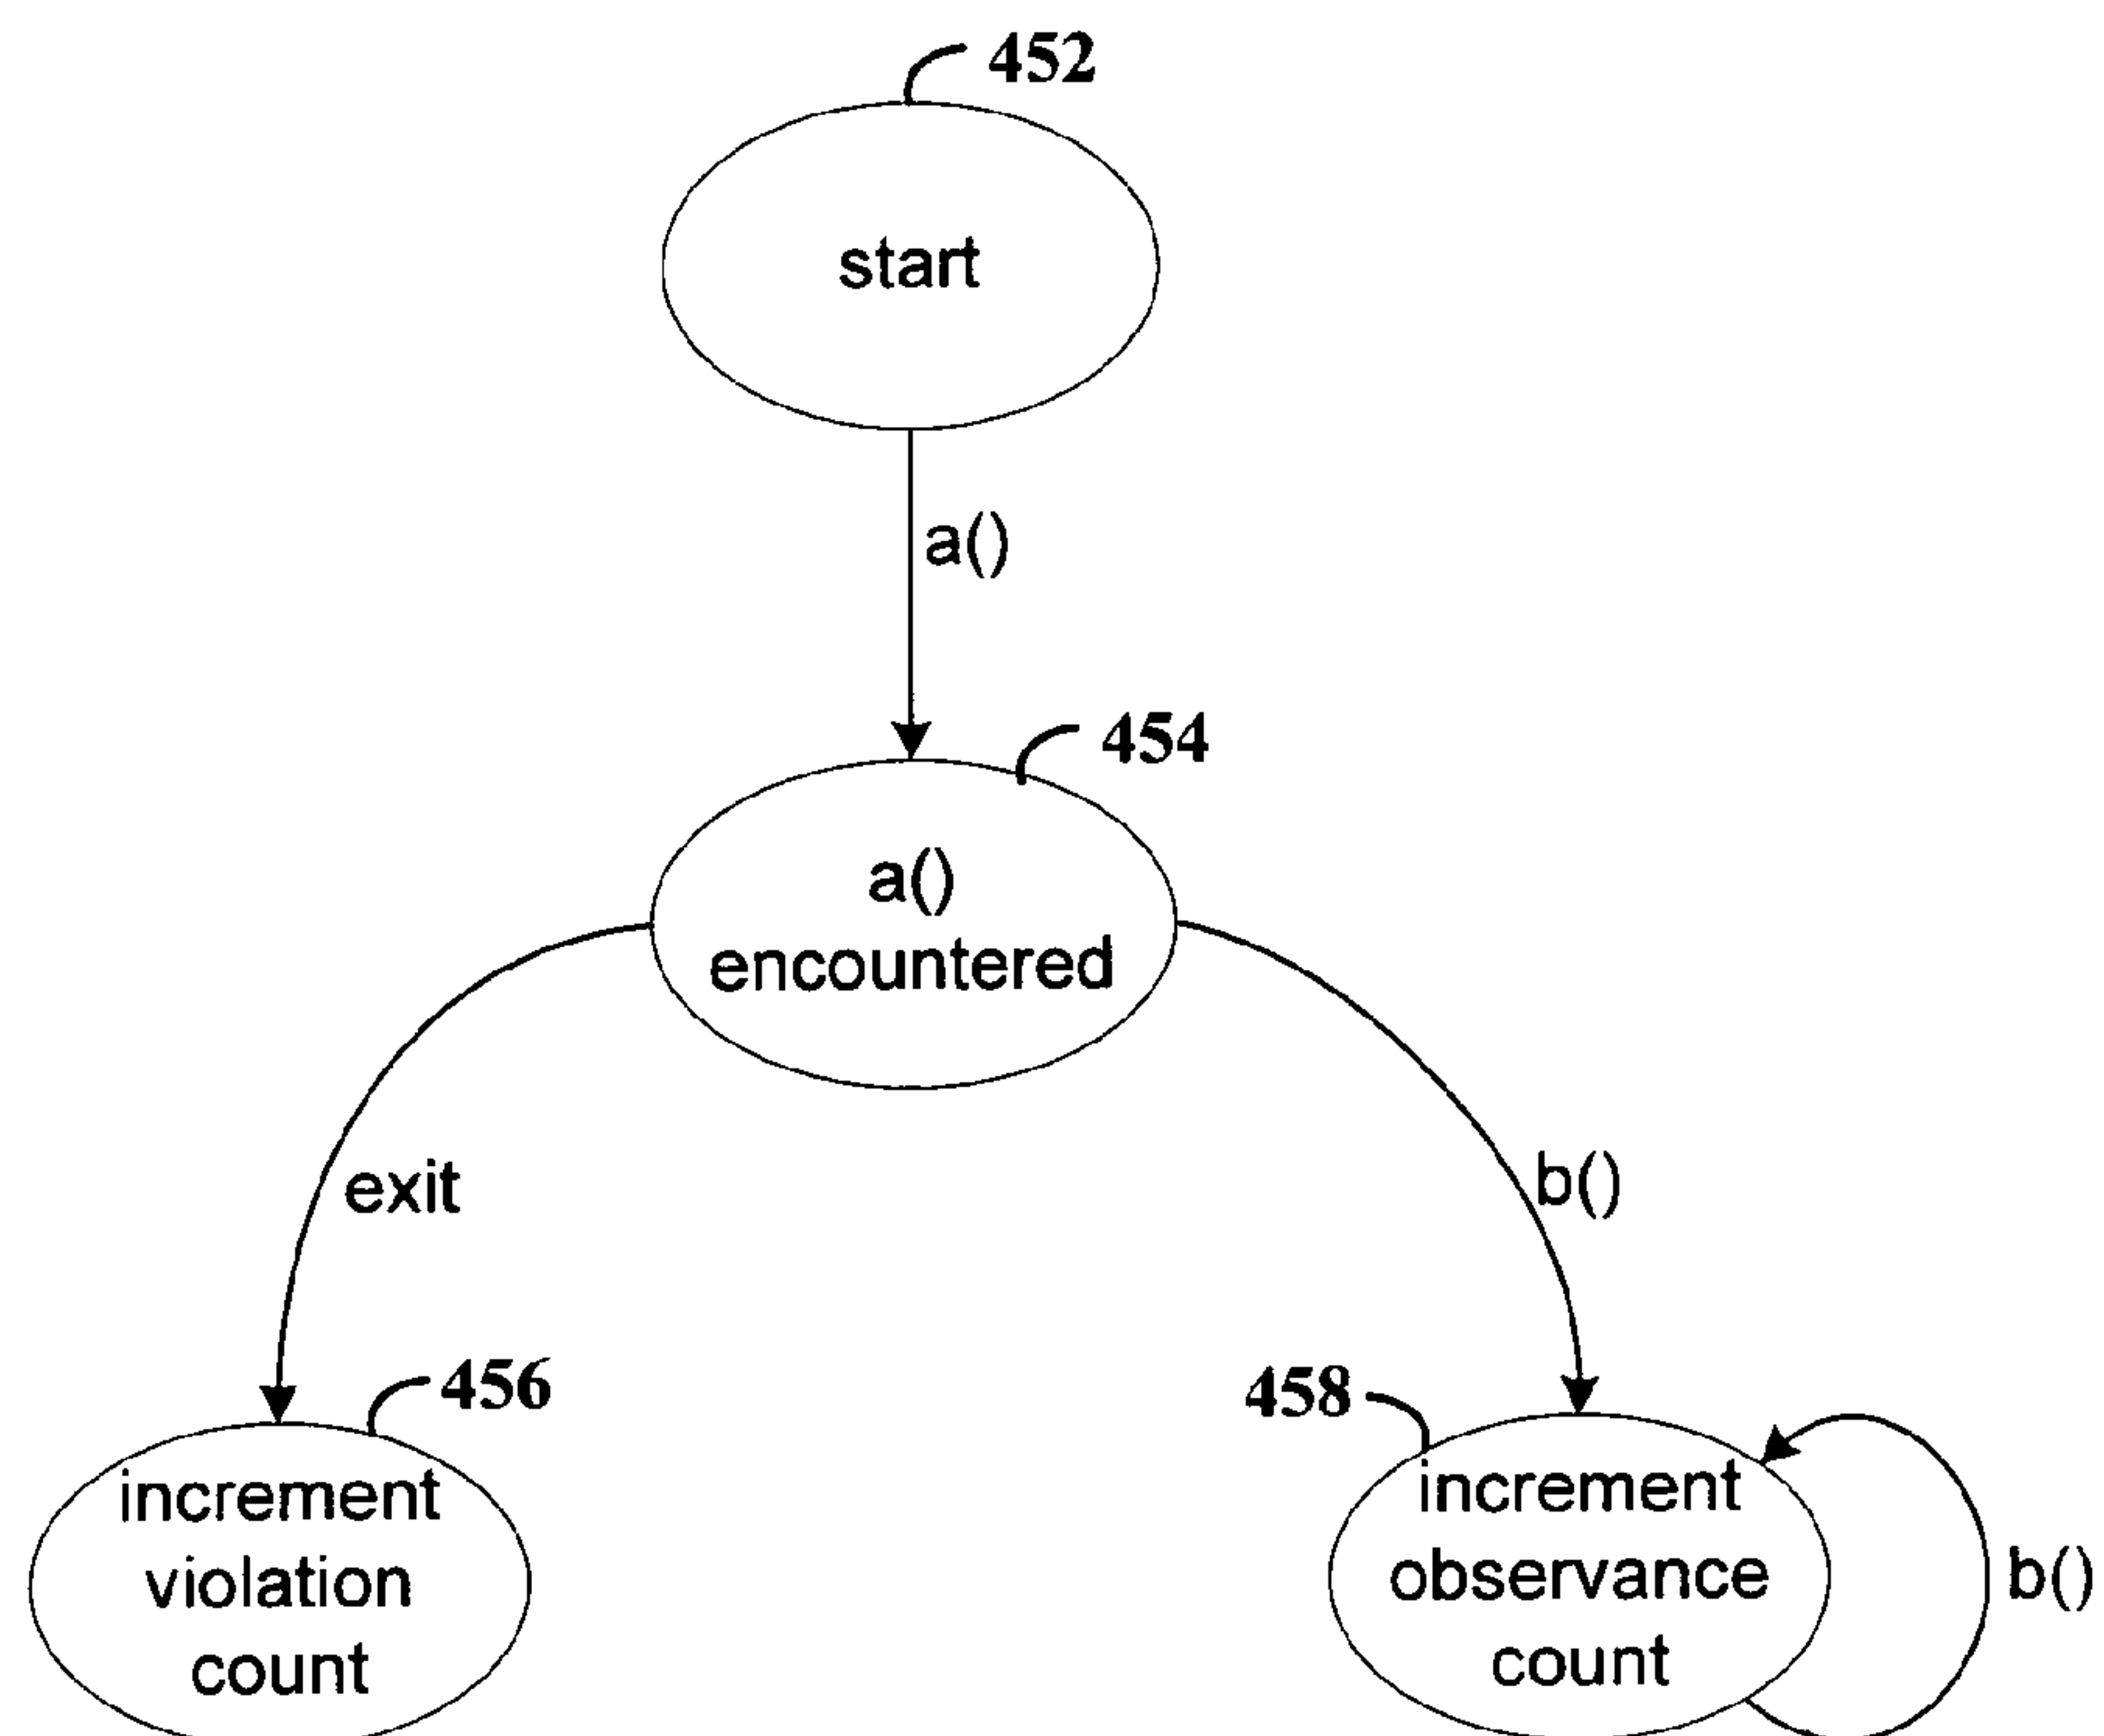 452
start
a()
454
a()
encountered
exit
b()
456
458
increment
violation
count
increment
observance
count
b()